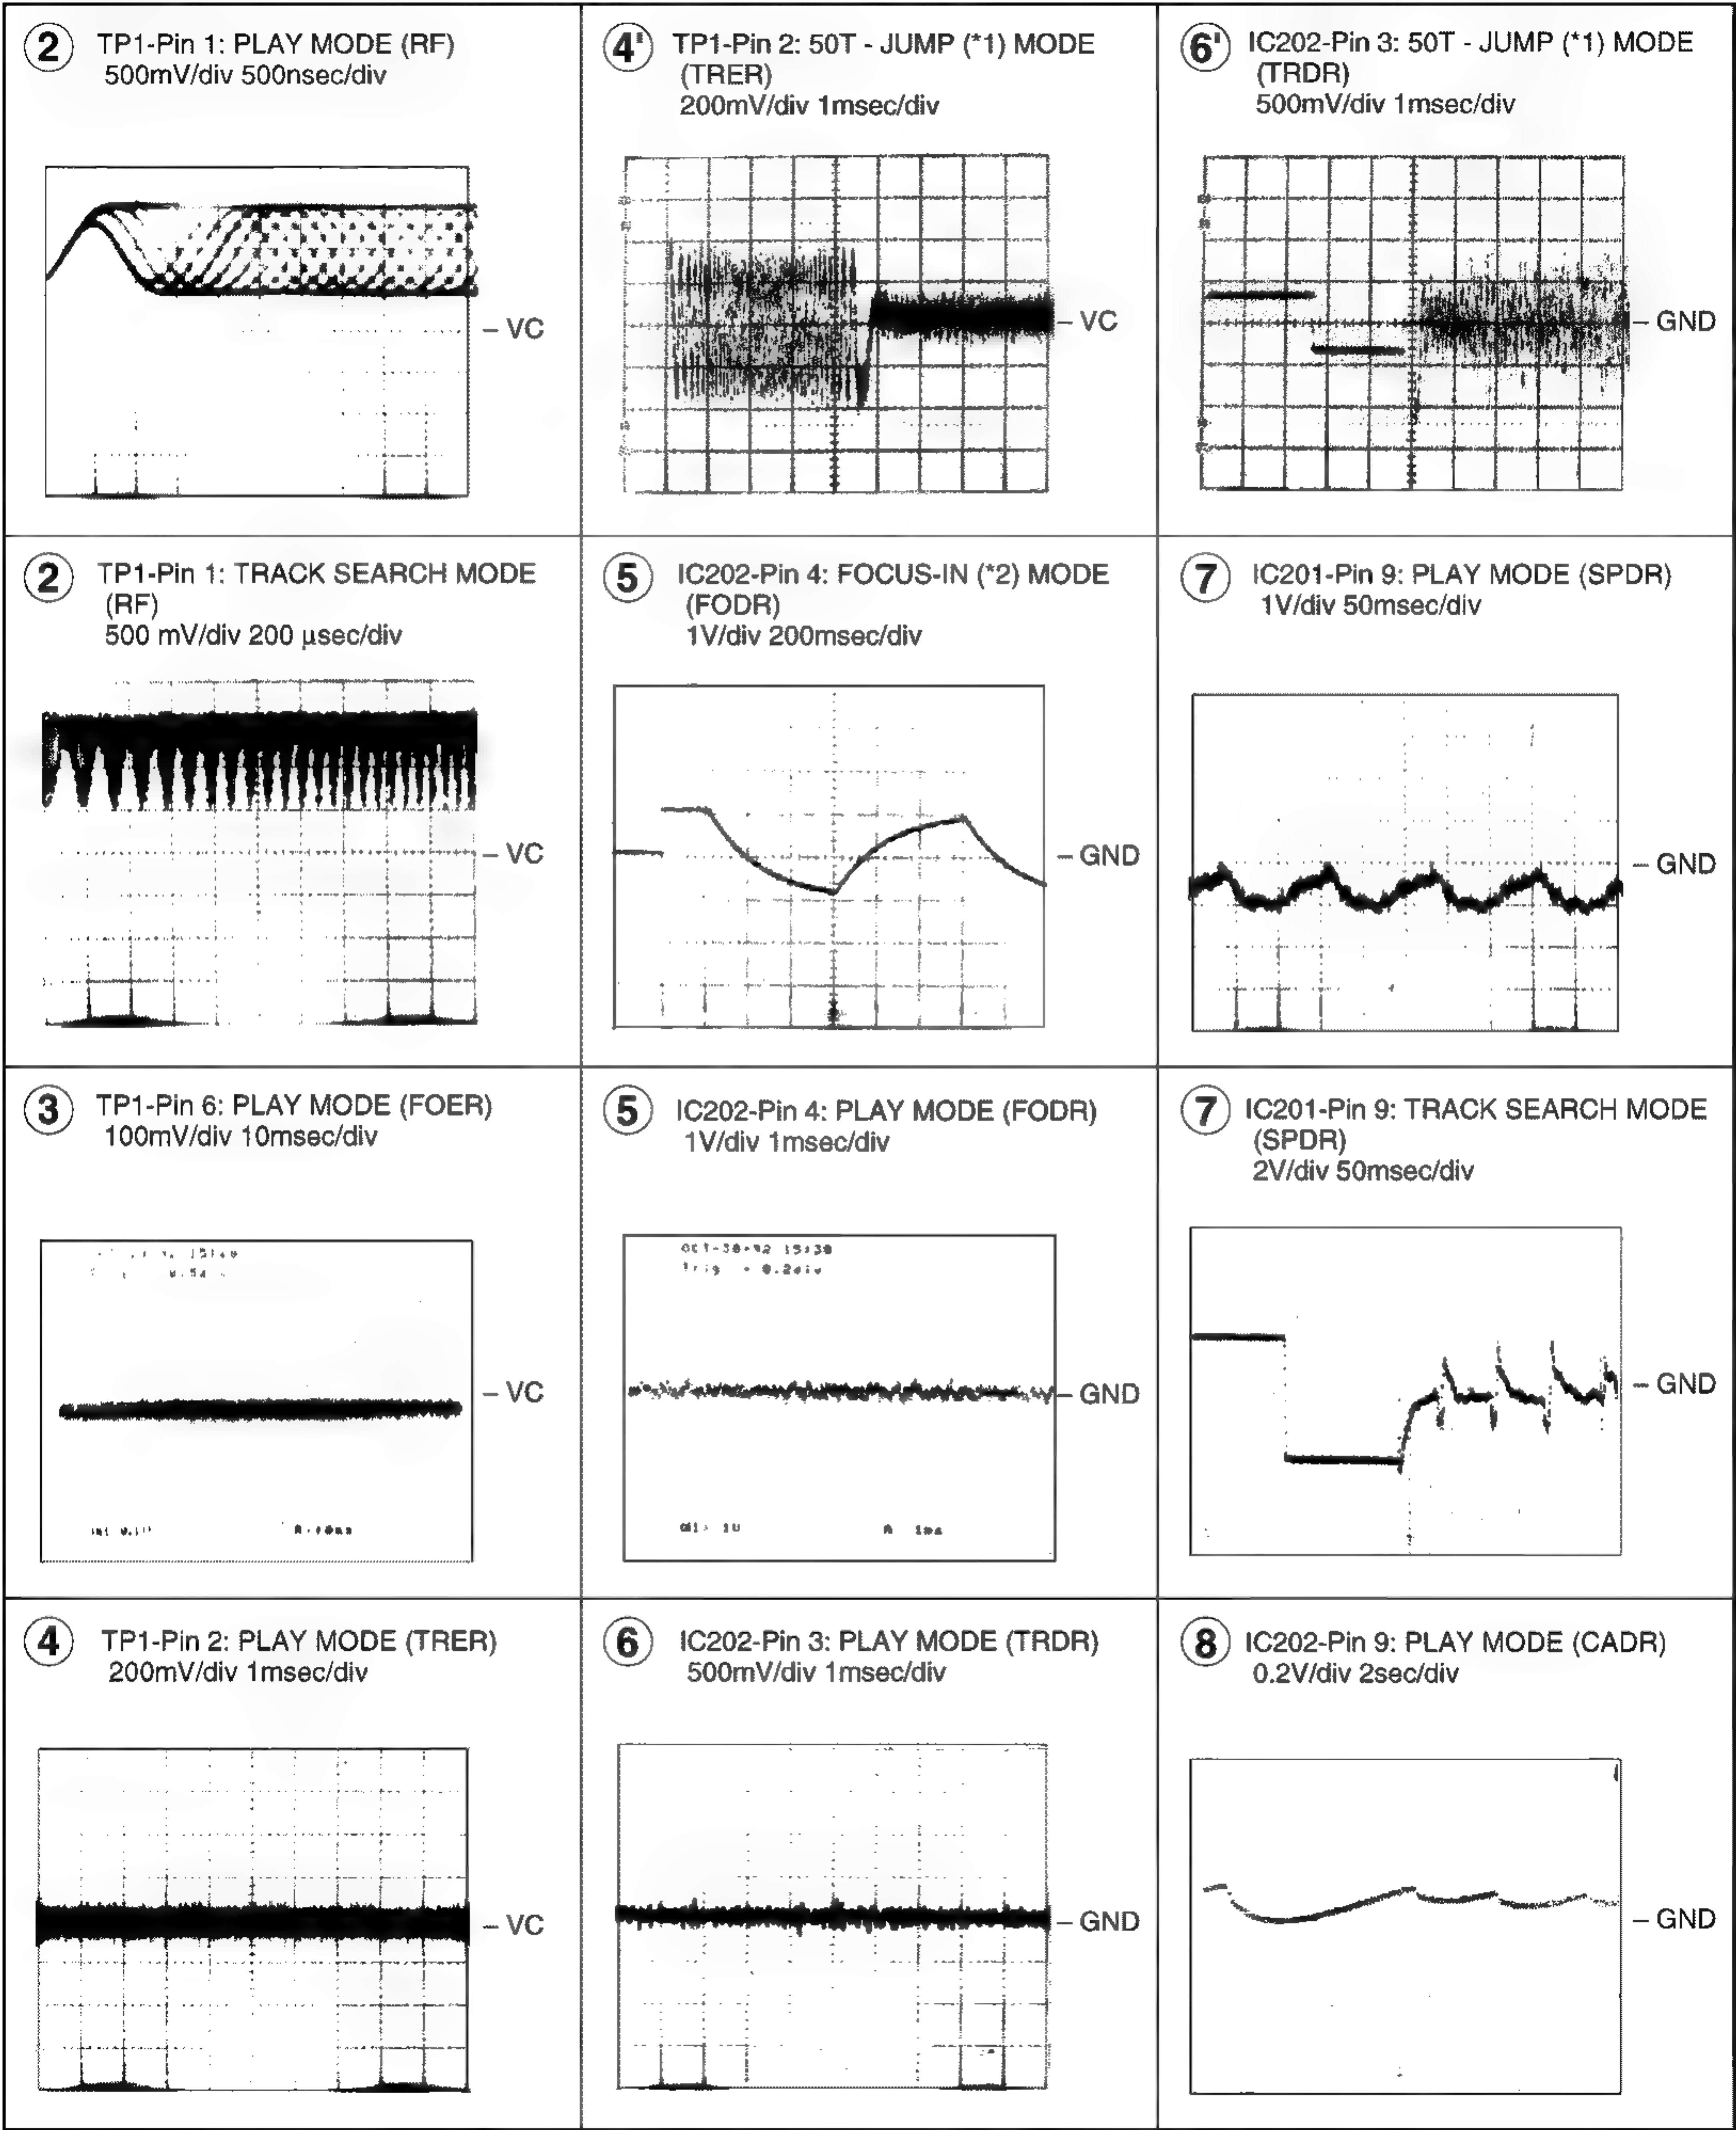 2 TP1-Pin 1: PLAY MODE (RF)
500mV/div 500nsec/div
– VC
4' TP1-Pin 2: 50T - JUMP (*1) MODE
(TRER)
200mV/div 1msec/div
– VC
6' IC202-Pin 3: 50T - JUMP (*1) MODE
(TRDR)
500mV/div 1msec/div
– GND
2 TP1-Pin 1: TRACK SEARCH MODE
(RF)
500 mV/div 200 µsec/div
– VC
5 IC202-Pin 4: FOCUS-IN (*2) MODE
(FODR)
1V/div 200msec/div
– GND
7 IC201-Pin 9: PLAY MODE (SPDR)
1V/div 50msec/div
– GND
3 TP1-Pin 6: PLAY MODE (FOER)
100mV/div 10msec/div
– VC
5 IC202-Pin 4: PLAY MODE (FODR)
1V/div 1msec/div
Trig
– GND
A 1ms
7 IC201-Pin 9: TRACK SEARCH MODE
(SPDR)
2V/div 50msec/div
– GND
4 TP1-Pin 2: PLAY MODE (TRER)
200mV/div 1msec/div
– VC
6 IC202-Pin 3: PLAY MODE (TRDR)
500mV/div 1msec/div
– GND
8 IC202-Pin 9: PLAY MODE (CADR)
0.2V/div 2sec/div
– GND